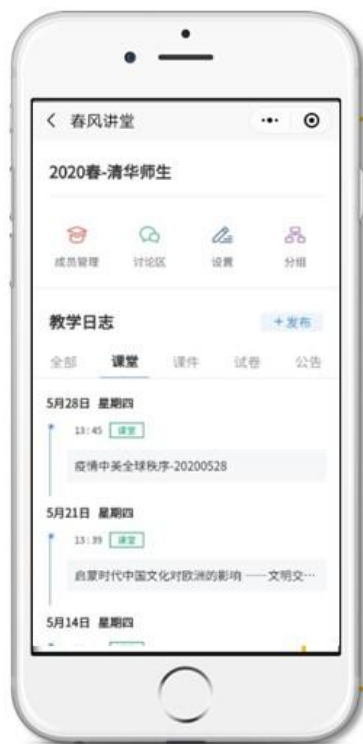 春风讲堂
2020春-清华师生
成员管理 讨论区 设置 分组
教学日志 +发布
全部 课堂 课件 试卷 公告
5月28日 星期四
13:45 课堂
疫情中美全球秩序-20200528
5月21日 星期四
13:39 课堂
启蒙时代中国文化对欧洲的影响 ——文明交…
5月14日 星期四